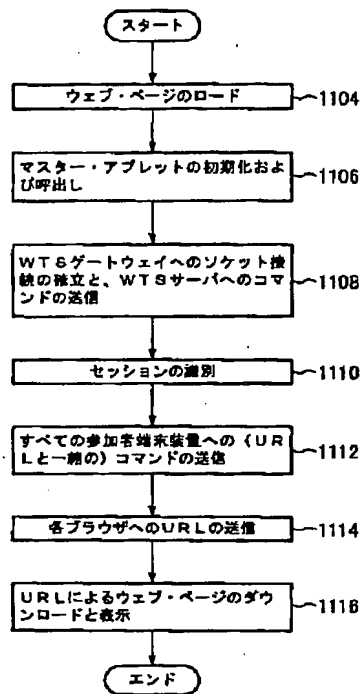 スタート
ウェブ・ページのロード
1104
マスター・アプレットの初期化およ
び呼出し
1106
WTSゲートウェイへのソケット接
続の確立と、WTSサーバへのコマ
ンドの送信
1108
セッションの識別
1110
すべての参加者端末装置への（UR
Lと一緒の）コマンドの送信
1112
各ブラウザへのURLの送信
1114
URLによるウェブ・ページのダウ
ンロードと表示
1116
エンド